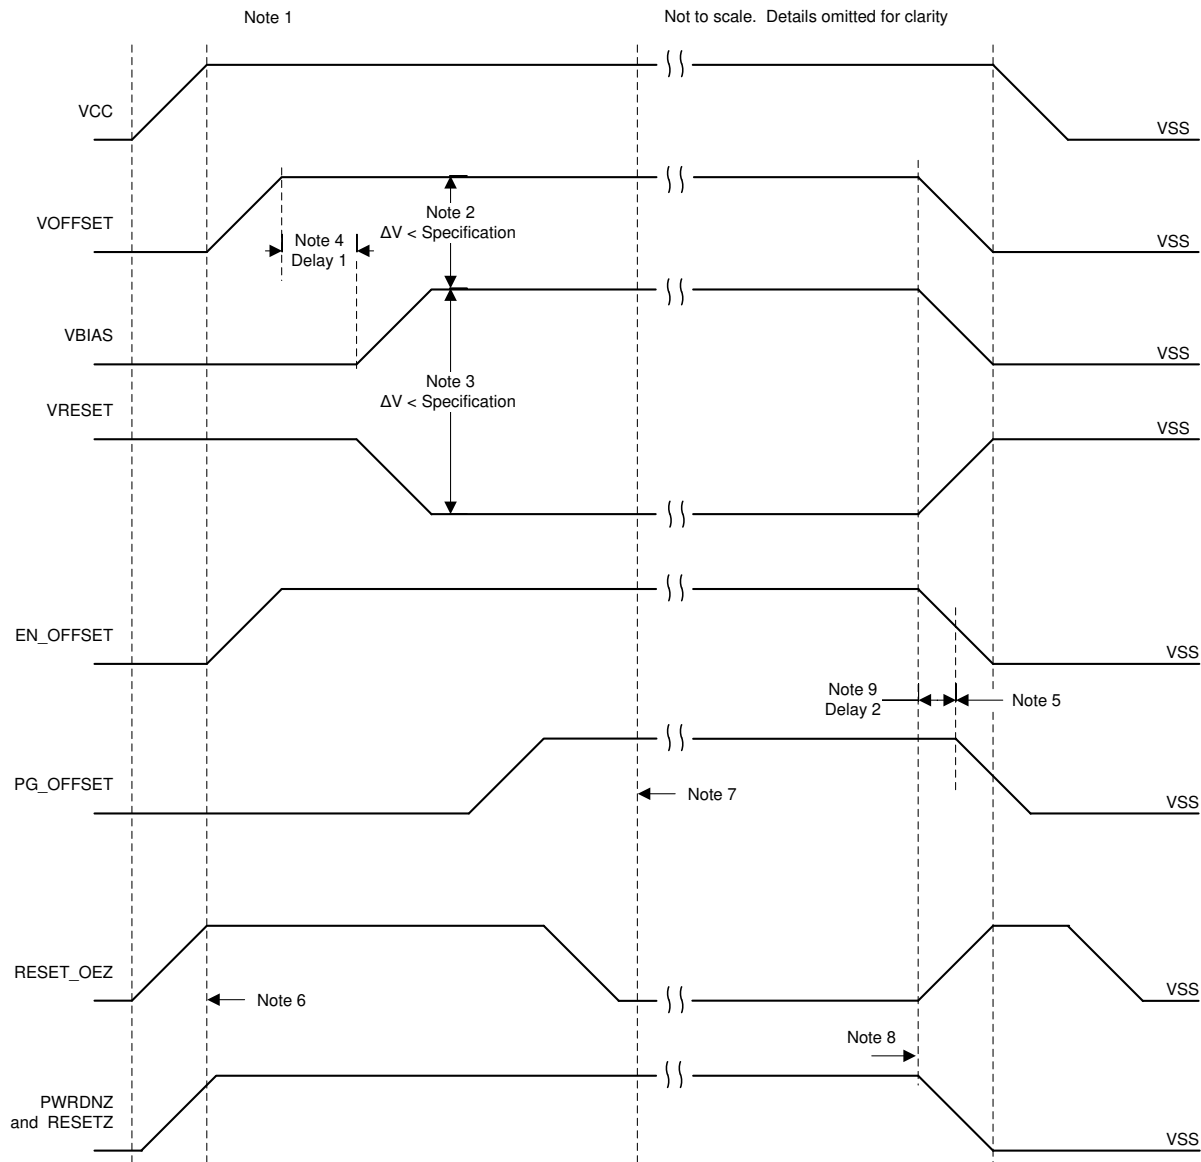 Note 1
Not to scale.  Details omitted for clarity
VCC
VSS
VOFFSET
Note 4
Delay 1
Note 2
ΔV < Specification
VSS
VBIAS
VSS
Note 3
ΔV < Specification
VRESET
VSS
EN_OFFSET
VSS
Note 9
Delay 2
Note 5
PG_OFFSET
Note 7
VSS
RESET_OEZ
Note 6
VSS
Note 8
PWRDNZ
and  RESETZ
VSS